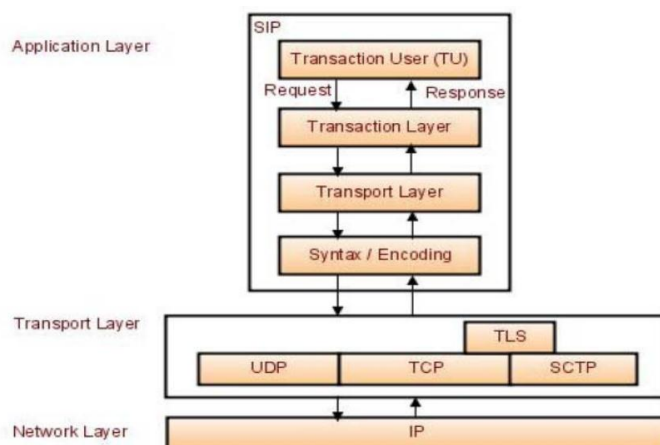 SIP
Application Layer
Transaction User (TU)
Request
Response
Transaction Layer
Transport Layer
Syntax / Encoding
Transport Layer
TLS
UDP
TCP
SCTP
Network Layer
IP